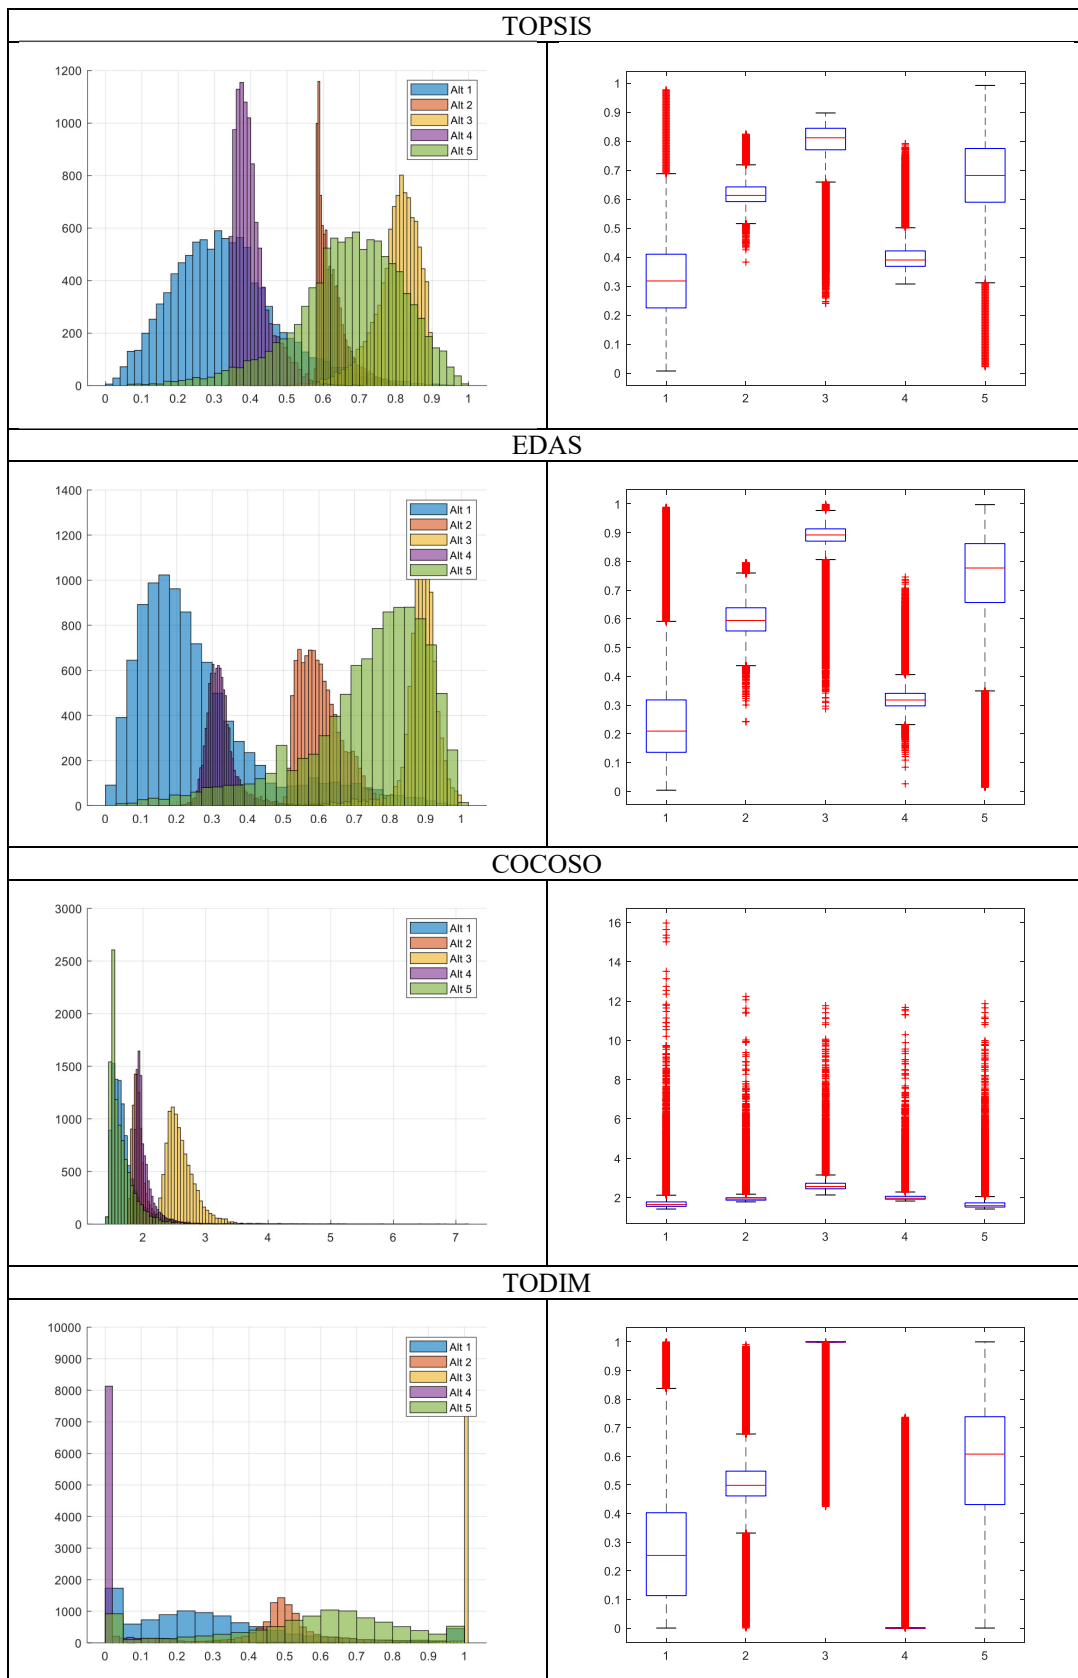 TOPSIS
1200
1000
800
600
400
200
0
0 0.1 0.2 0.3 0.4 0.5 0.6 0.7 0.8 0.9 1
Alt 1
Alt 2
Alt 3
Alt 4
Alt 5
1
0.9
0.8
0.7
0.6
0.5
0.4
0.3
0.2
0.1
0
1 2 3 4 5
EDAS
1400
1200
1000
800
600
400
200
0
0 0.1 0.2 0.3 0.4 0.5 0.6 0.7 0.8 0.9 1
Alt 1
Alt 2
Alt 3
Alt 4
Alt 5
1
0.9
0.8
0.7
0.6
0.5
0.4
0.3
0.2
0.1
0
1 2 3 4 5
COCOSO
3000
2500
2000
1500
1000
500
0
2 3 4 5 6 7
Alt 1
Alt 2
Alt 3
Alt 4
Alt 5
16
14
12
10
8
6
4
2
1 2 3 4 5
TODIM
10000
9000
8000
7000
6000
5000
4000
3000
2000
1000
0
0 0.1 0.2 0.3 0.4 0.5 0.6 0.7 0.8 0.9 1
Alt 1
Alt 2
Alt 3
Alt 4
Alt 5
1
0.9
0.8
0.7
0.6
0.5
0.4
0.3
0.2
0.1
0
1 2 3 4 5